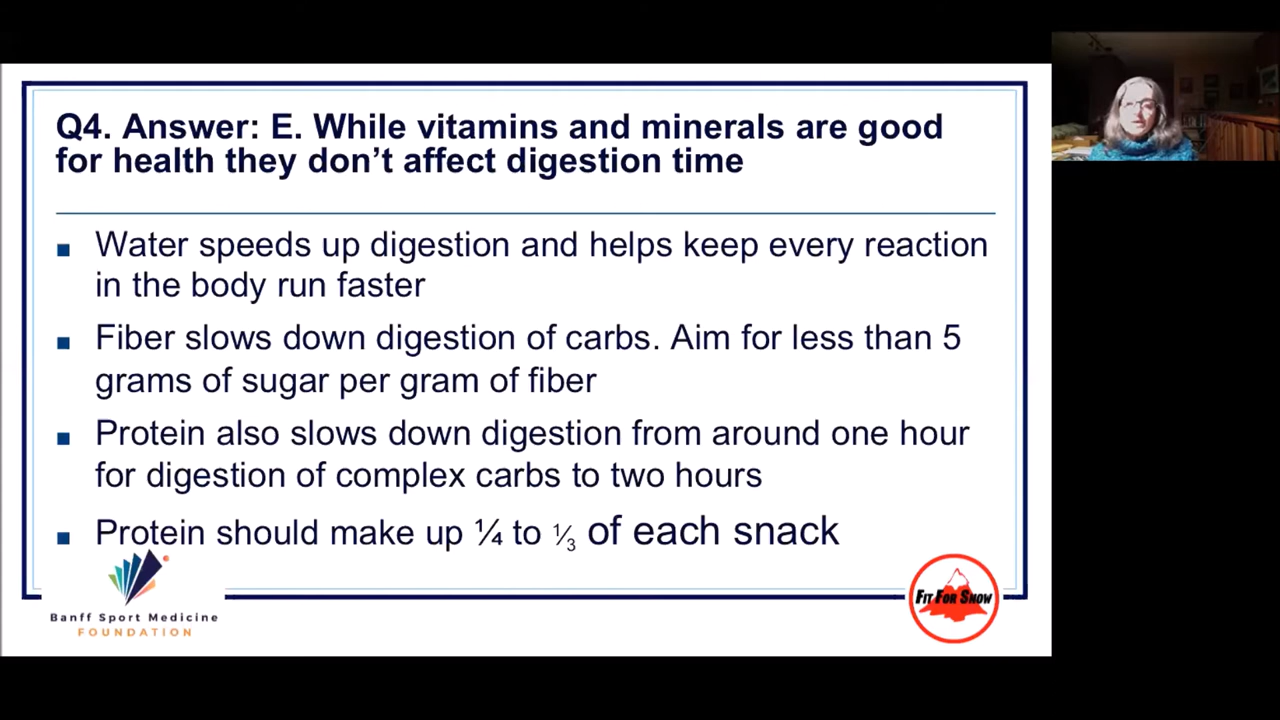 Q4. Answer: E. While vitamins and minerals are good
for health they don’t affect digestion time
Water speeds up digestion and helps keep every reaction
in the body run faster
Fiber slows down digestion of carbs. Aim for less than 5
grams of sugar per gram of fiber
Protein also slows down digestion from around one hour
for digestion of complex carbs to two hours
Protein should make up ¼ to ⅓ of each snack
Banff Sport Medicine
FOUNDATION
FIT FOR SNOW